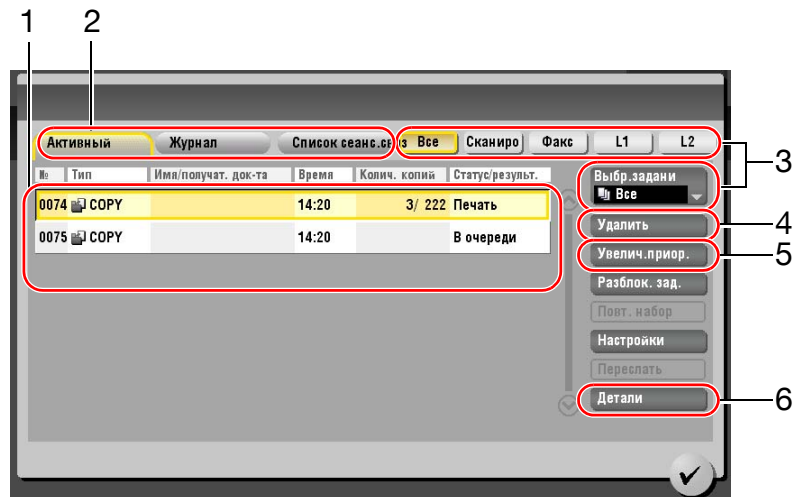 1 2
Активный Журнал Список сеанс.связ Все Сканиро Факс L1 L2
3
№ Тип Имя/получат. док-та Время Колич. копий Статус/результ.
Выбр.задани
Все
0074 COPY 14:20 3/ 222 Печать
Удалить 4
0075 COPY 14:20 В очереди
Увелич.приор. 5
Разблок. зад.
Повт. набор
Настройки
Переслать
Детали 6